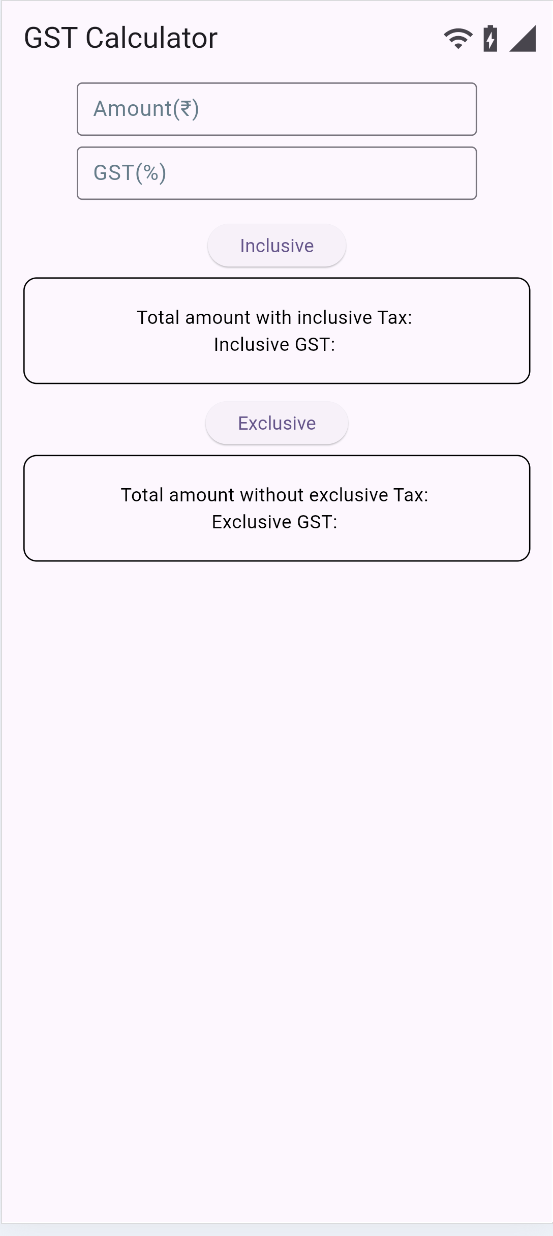 GST Calculator
Amount(₹)
GST(%)
Inclusive
Total amount with inclusive Tax:
Inclusive GST:
Exclusive
Total amount without exclusive Tax:
Exclusive GST: